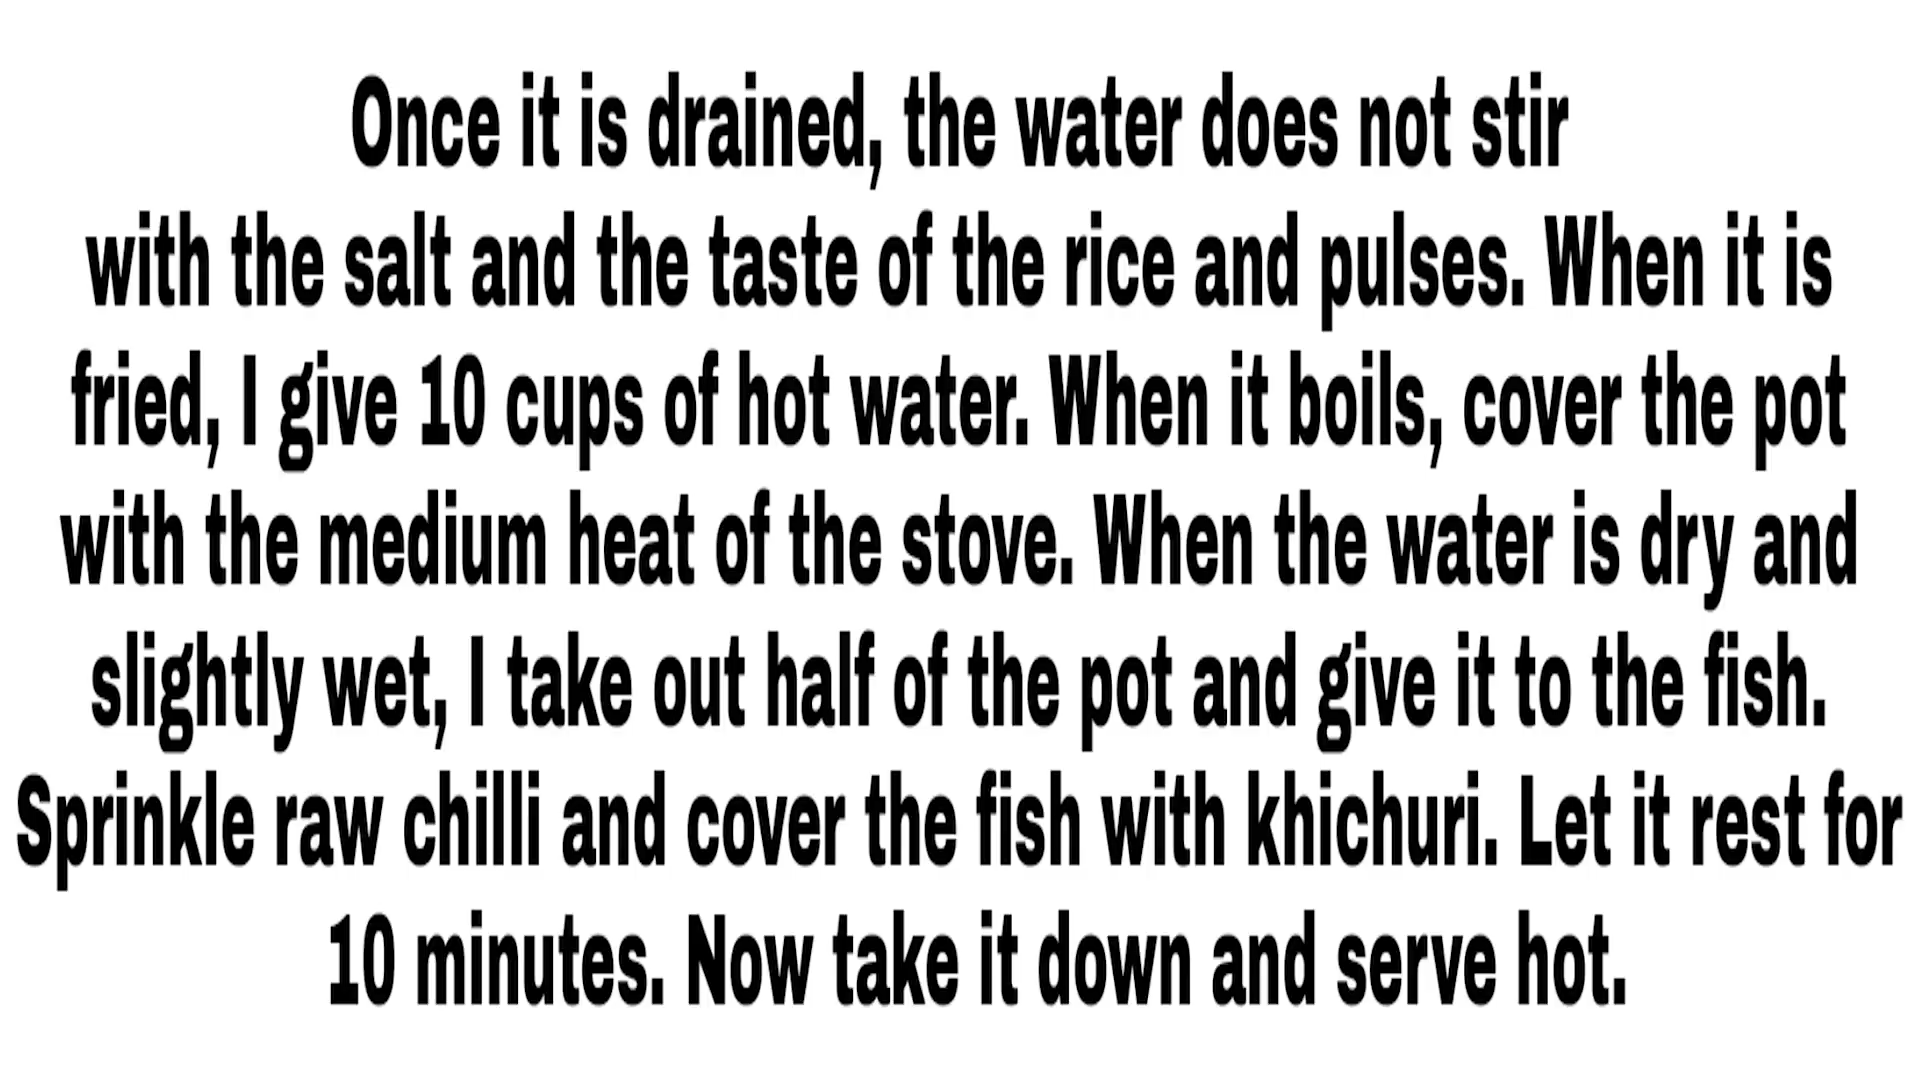 Once it is drained, the water does not stir
with the salt and the taste of the rice and pulses. When it is
fried, I give 10 cups of hot water. When it boils, cover the pot
with the medium heat of the stove. When the water is dry and
slightly wet, I take out half of the pot and give it to the fish.
Sprinkle raw chilli and cover the fish with khichuri. Let it rest for
10 minutes. Now take it down and serve hot.